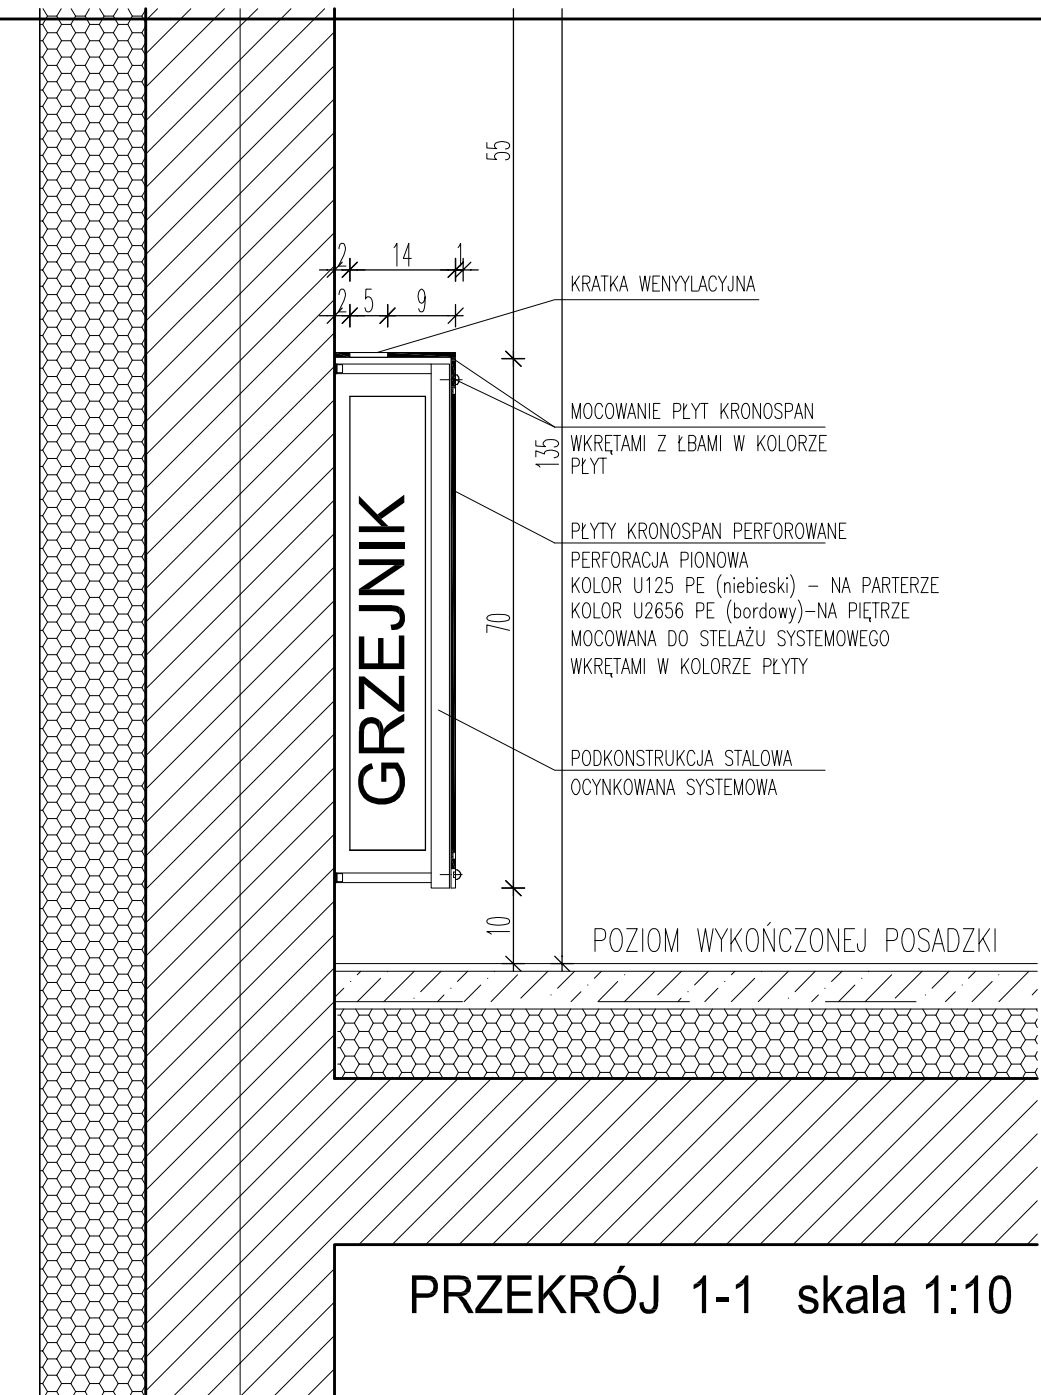 55
2 14 1
2 5 9
KRATKA WENYYLACYJNA
MOCOWANIE PŁYT KRONOSPAN
WKRĘTAMI Z ŁBAMI W KOLORZE
PŁYT
135
PŁYTY KRONOSPAN PERFOROWANE
PERFORACJA PIONOWA
KOLOR U125 PE (niebieski) – NA PARTERZE
KOLOR U2656 PE (bordowy)–NA PIĘTRZE
MOCOWANA DO STELAŻU SYSTEMOWEGO
WKRĘTAMI W KOLORZE PŁYTY
GRZEJNIK
70
PODKONSTRUKCJA STALOWA
OCYNKOWANA SYSTEMOWA
10
POZIOM WYKOŃCZONEJ POSADZKI
PRZEKRÓJ 1-1 skala 1:10